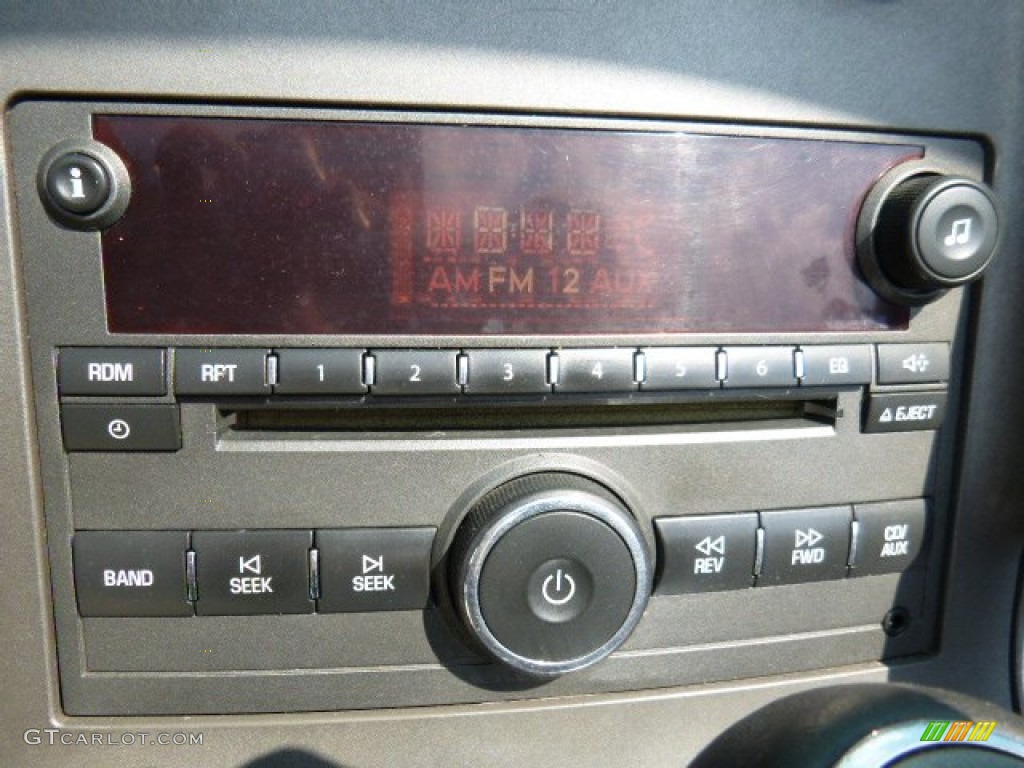 i
AM FM 12 AUX
RDM RPT 1 2 3 4 5 6 EQ
EJECT
BAND SEEK SEEK REV FWD CD/
AUX
GTCARLOT.COM